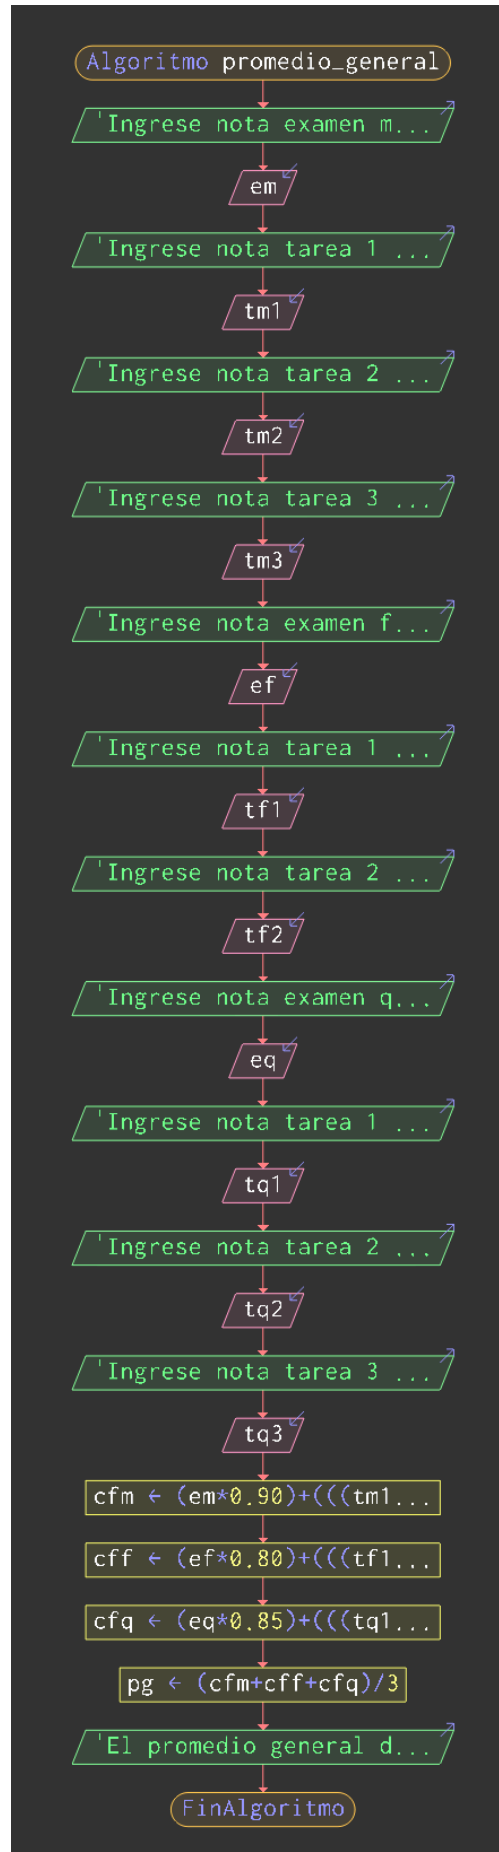 Algoritmo promedio_general
'Ingrese nota examen m...
em
'Ingrese nota tarea 1 ...
tm1
'Ingrese nota tarea 2 ...
tm2
'Ingrese nota tarea 3 ...
tm3
'Ingrese nota examen f...
ef
'Ingrese nota tarea 1 ...
tf1
'Ingrese nota tarea 2 ...
tf2
'Ingrese nota examen q...
eq
'Ingrese nota tarea 1 ...
tq1
'Ingrese nota tarea 2 ...
tq2
'Ingrese nota tarea 3 ...
tq3
cfm ← (em*0.90)+(((tm1...
cff ← (ef*0.80)+(((tf1...
cfq ← (eq*0.85)+(((tq1...
pg ← (cfm+cff+cfq)/3
'El promedio general d...
FinAlgoritmo